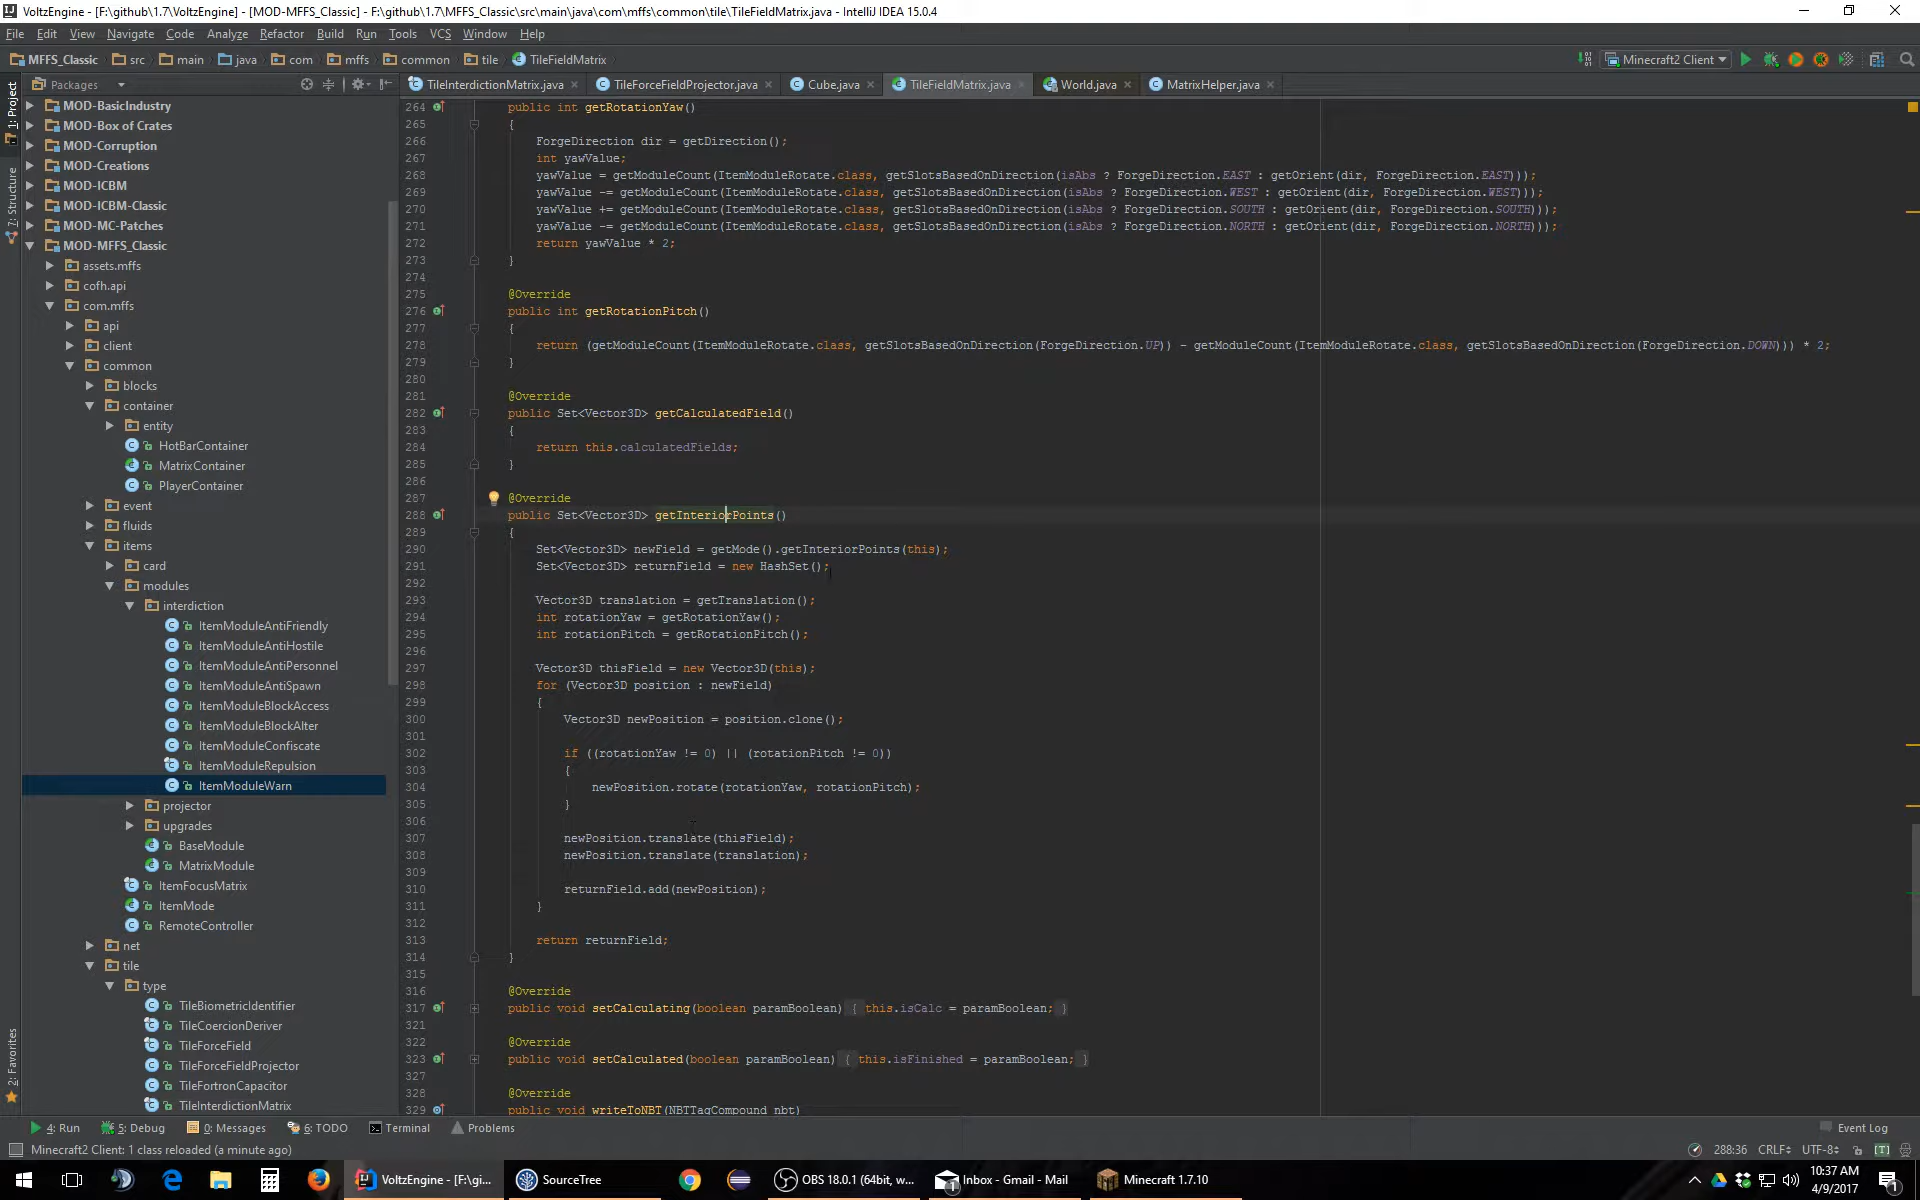 VoltzEngine - [F:\github\1.7\VoltzEngine] - [MOD-MFFS_Classic] - F:\github\1.7\MFFS_Classic\src\main\java\com\mffs\common\tile\TileFieldMatrix.java - IntelliJ IDEA 15.0.4
File Edit View Navigate Code Analyze Refactor Build Run Tools VCS Window Help
MFFS_Classic src main java com mffs common tile TileFieldMatrix Minecraft2 Client
Packages TileInterdictionMatrix.java TileForceFieldProjector.java Cube.java TileFieldMatrix.java World.java MatrixHelper.java
1: Project
7: Structure
2: Favorites
MOD-BasicIndustry
MOD-Box of Crates
MOD-Corruption
MOD-Creations
MOD-ICBM
MOD-ICBM-Classic
MOD-MC-Patches
MOD-MFFS_Classic
assets.mffs
cofh.api
com.mffs
api
client
common
blocks
container
entity
HotBarContainer
MatrixContainer
PlayerContainer
event
fluids
items
card
modules
interdiction
ItemModuleAntiFriendly
ItemModuleAntiHostile
ItemModuleAntiPersonnel
ItemModuleAntiSpawn
ItemModuleBlockAccess
ItemModuleBlockAlter
ItemModuleConfiscate
ItemModuleRepulsion
ItemModuleWarn
projector
upgrades
BaseModule
MatrixModule
ItemFocusMatrix
ItemMode
RemoteController
net
tile
type
TileBiometricIdentifier
TileCoercionDeriver
TileForceField
TileForceFieldProjector
TileFortronCapacitor
TileInterdictionMatrix
264 public int getRotationYaw()
265 {
266 ForgeDirection dir = getDirection();
267 int yawValue;
268 yawValue = getModuleCount(ItemModuleRotate.class, getSlotsBasedOnDirection(isAbs ? ForgeDirection.EAST : getOrient(dir, ForgeDirection.EAST)));
269 yawValue -= getModuleCount(ItemModuleRotate.class, getSlotsBasedOnDirection(isAbs ? ForgeDirection.WEST : getOrient(dir, ForgeDirection.WEST)));
270 yawValue += getModuleCount(ItemModuleRotate.class, getSlotsBasedOnDirection(isAbs ? ForgeDirection.SOUTH : getOrient(dir, ForgeDirection.SOUTH)));
271 yawValue -= getModuleCount(ItemModuleRotate.class, getSlotsBasedOnDirection(isAbs ? ForgeDirection.NORTH : getOrient(dir, ForgeDirection.NORTH)));
272 return yawValue * 2;
273 }
274
275 @Override
276 public int getRotationPitch()
277 {
278 return (getModuleCount(ItemModuleRotate.class, getSlotsBasedOnDirection(ForgeDirection.UP)) - getModuleCount(ItemModuleRotate.class, getSlotsBasedOnDirection(ForgeDirection.DOWN))) * 2;
279 }
280
281 @Override
282 public Set<Vector3D> getCalculatedField()
283 {
284 return this.calculatedFields;
285 }
286
287 @Override
288 public Set<Vector3D> getInteriorPoints()
289 {
290 Set<Vector3D> newField = getMode().getInteriorPoints(this);
291 Set<Vector3D> returnField = new HashSet();
292
293 Vector3D translation = getTranslation();
294 int rotationYaw = getRotationYaw();
295 int rotationPitch = getRotationPitch();
296
297 Vector3D thisField = new Vector3D(this);
298 for (Vector3D position : newField)
299 {
300 Vector3D newPosition = position.clone();
301
302 if ((rotationYaw != 0) || (rotationPitch != 0))
303 {
304 newPosition.rotate(rotationYaw, rotationPitch);
305 }
306
307 newPosition.translate(thisField);
308 newPosition.translate(translation);
309
310 returnField.add(newPosition);
311 }
312
313 return returnField;
314 }
315
316 @Override
317 public void setCalculating(boolean paramBoolean) { this.isCalc = paramBoolean; }
321
322 @Override
323 public void setCalculated(boolean paramBoolean) { this.isFinished = paramBoolean; }
327
328 @Override
329 public void writeToNBT(NBTTagCompound nbt)
4: Run 5: Debug 0: Messages 6: TODO Terminal Problems Event Log
Minecraft2 Client: 1 class reloaded (a minute ago) 288:36 CRLF UTF-8 [T]
VoltzEngine - [F:\gi... SourceTree OBS 18.0.1 (64bit, w... Inbox - Gmail - Mail Minecraft 1.7.10 10:37 AM
4/9/2017